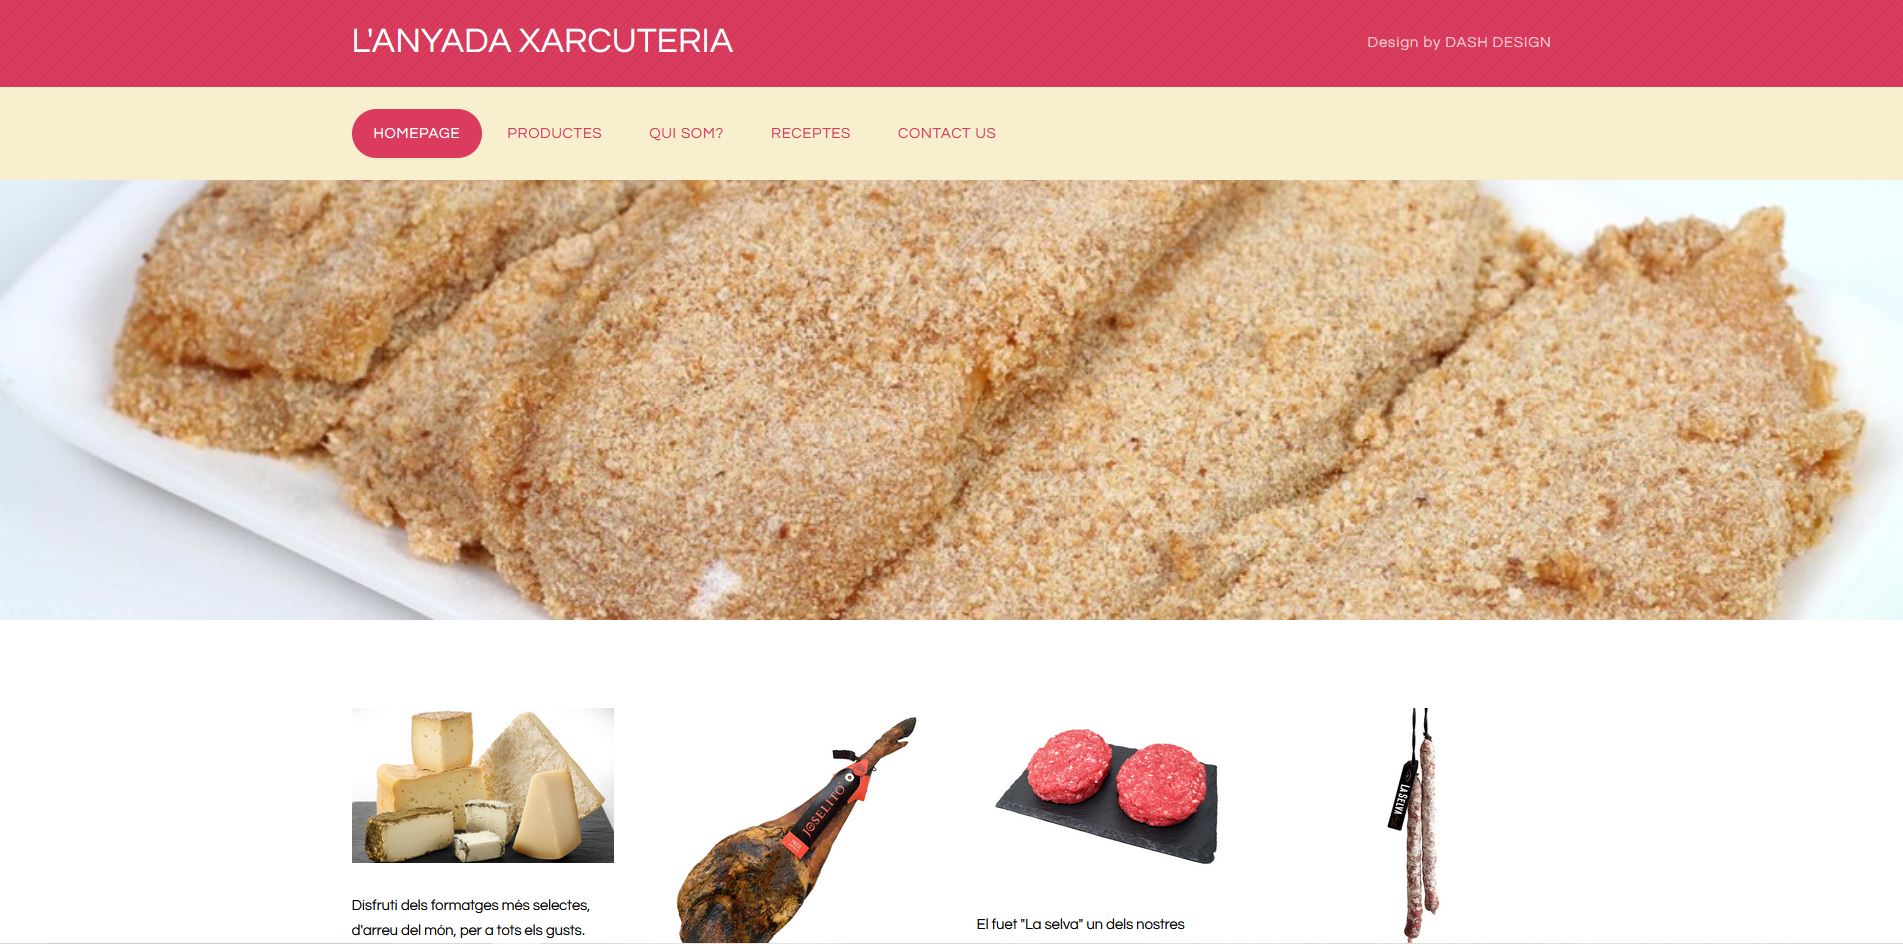 L'ANYADA XARCUTERIA
Design by DASH DESIGN
HOMEPAGE
PRODUCTES
QUI SOM?
RECEPTES
CONTACT US
JOSELITO
LA SELVA
Disfruti dels formatges més selectes,
d'arreu del món, per a tots els gusts.
El fuet "La selva" un dels nostres